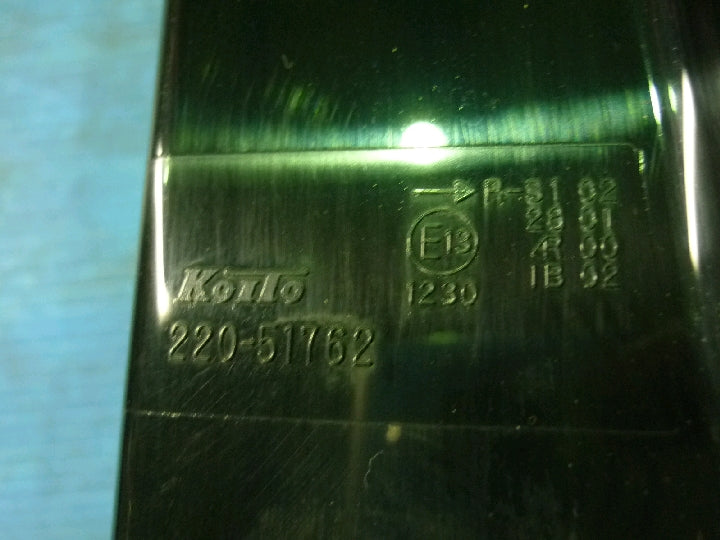 → R-S1 02
2a 01
AR 00
IB 02
E13
1230
KOITO
220-51762